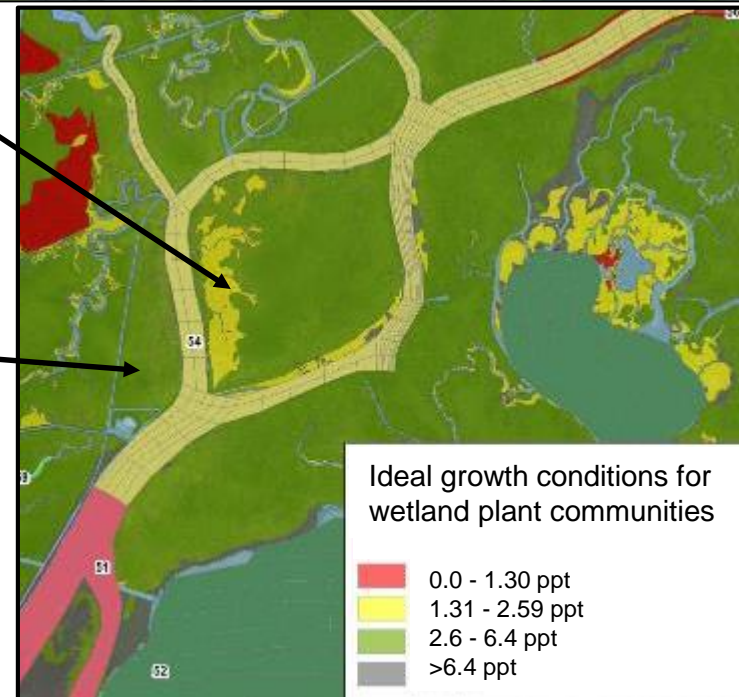 54
51
52
Ideal growth conditions for
wetland plant communities
0.0 - 1.30 ppt
1.31 - 2.59 ppt
2.6 - 6.4 ppt
>6.4 ppt